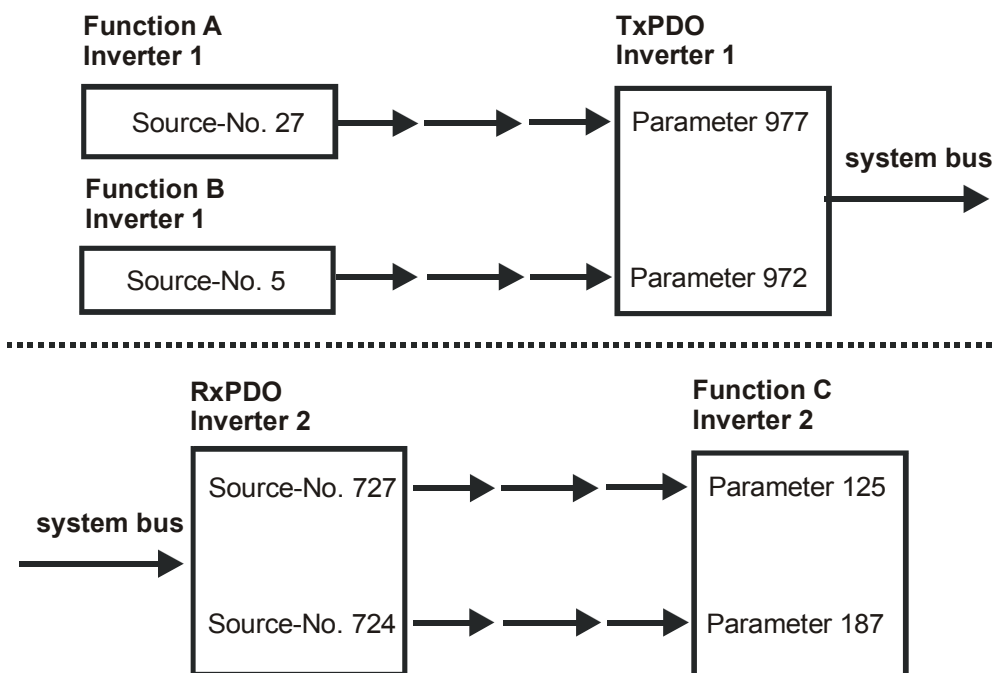 Function A
Inverter 1
Source-No. 27
Function B
Inverter 1
Source-No. 5
TxPDO
Inverter 1
Parameter 977
Parameter 972
system bus
RxPDO
Inverter 2
system bus
Source-No. 727
Source-No. 724
Function C
Inverter 2
Parameter 125
Parameter 187